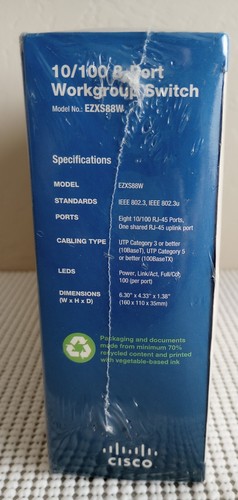 10/100 8-Port
Workgroup Switch
Model No.: EZXS88W
Specifications
MODEL EZXS88W
STANDARDS IEEE 802.3, IEEE 802.3u
PORTS Eight 10/100 RJ-45 Ports,
One shared RJ-45 uplink port
CABLING TYPE UTP Category 3 or better
(10BaseT), UTP Category 5
or better (100BaseTX)
LEDS Power, Link/Act, Full/Col,
100 (per port)
DIMENSIONS 6.30" x 4.33" x 1.38"
(W x H x D) (160 x 110 x 35mm)
Packaging and documents
made from minimum 70%
recycled content and printed
with vegetable-based ink
CISCO